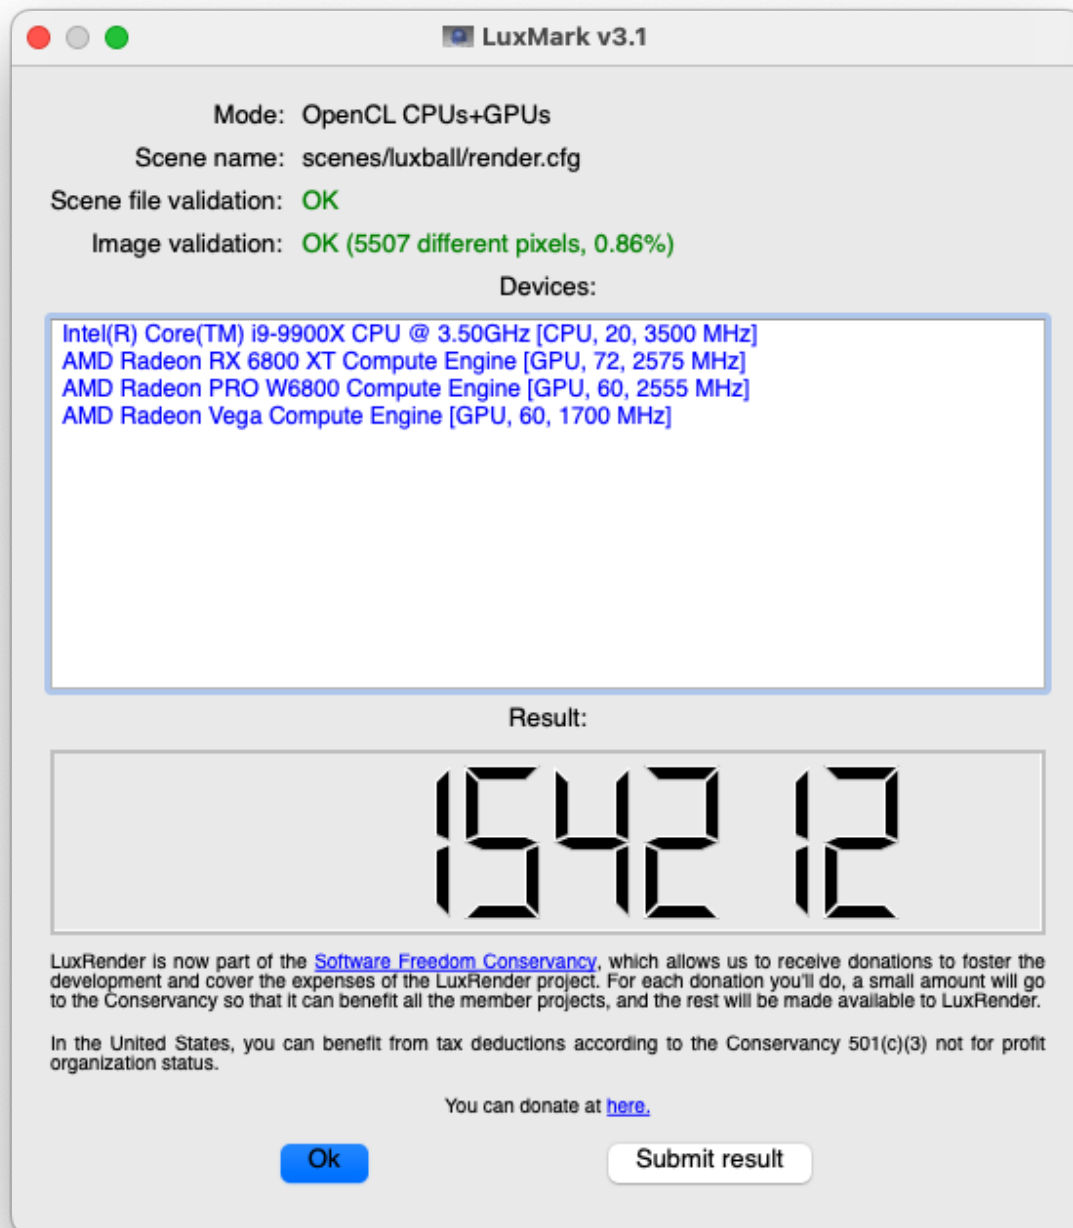 LuxMark v3.1
Mode: OpenCL CPUs+GPUs
Scene name: scenes/luxball/render.cfg
Scene file validation: OK
Image validation: OK (5507 different pixels, 0.86%)
Devices:
Intel(R) Core(TM) i9-9900X CPU @ 3.50GHz [CPU, 20, 3500 MHz]
AMD Radeon RX 6800 XT Compute Engine [GPU, 72, 2575 MHz]
AMD Radeon PRO W6800 Compute Engine [GPU, 60, 2555 MHz]
AMD Radeon Vega Compute Engine [GPU, 60, 1700 MHz]
Result:
154212
LuxRender is now part of the Software Freedom Conservancy, which allows us to receive donations to foster the
development and cover the expenses of the LuxRender project. For each donation you'll do, a small amount will go
to the Conservancy so that it can benefit all the member projects, and the rest will be made available to LuxRender.
In the United States, you can benefit from tax deductions according to the Conservancy 501(c)(3) not for profit
organization status.
You can donate at here.
Ok
Submit result